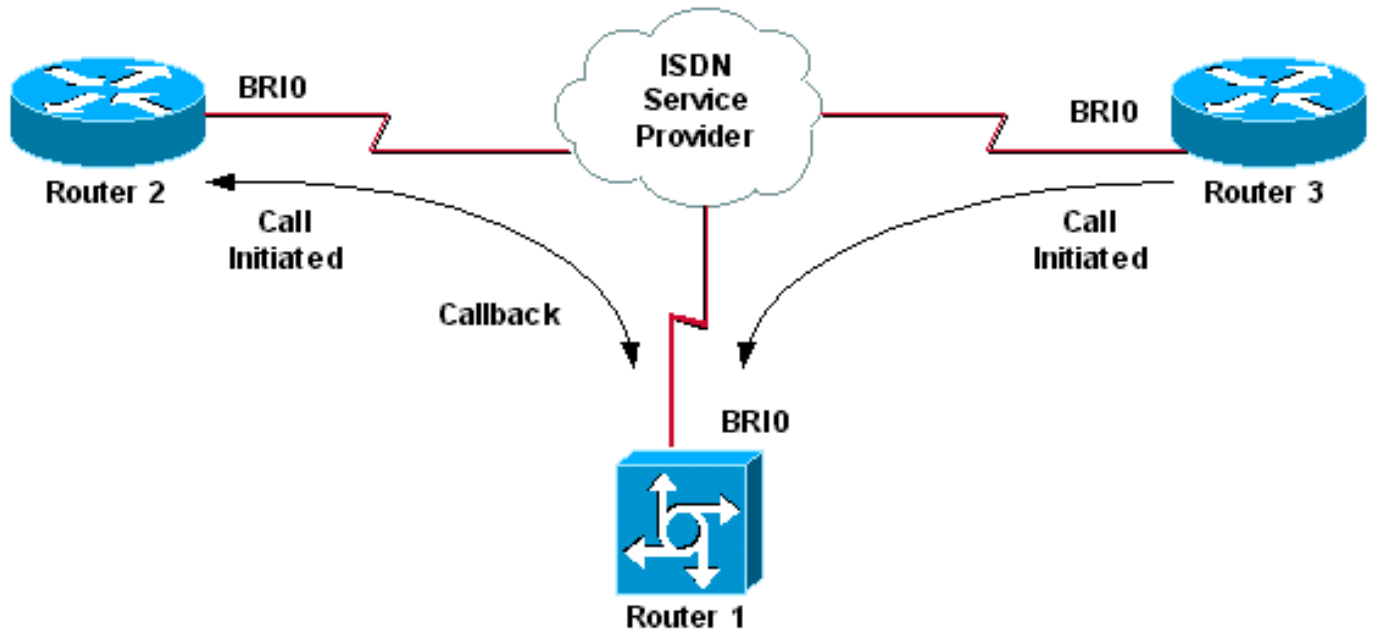 BRI0
ISDN
Service
Provider
BRI0
Router 2
Router 3
Call
Initiated
Call
Initiated
Callback
BRI0
Router 1